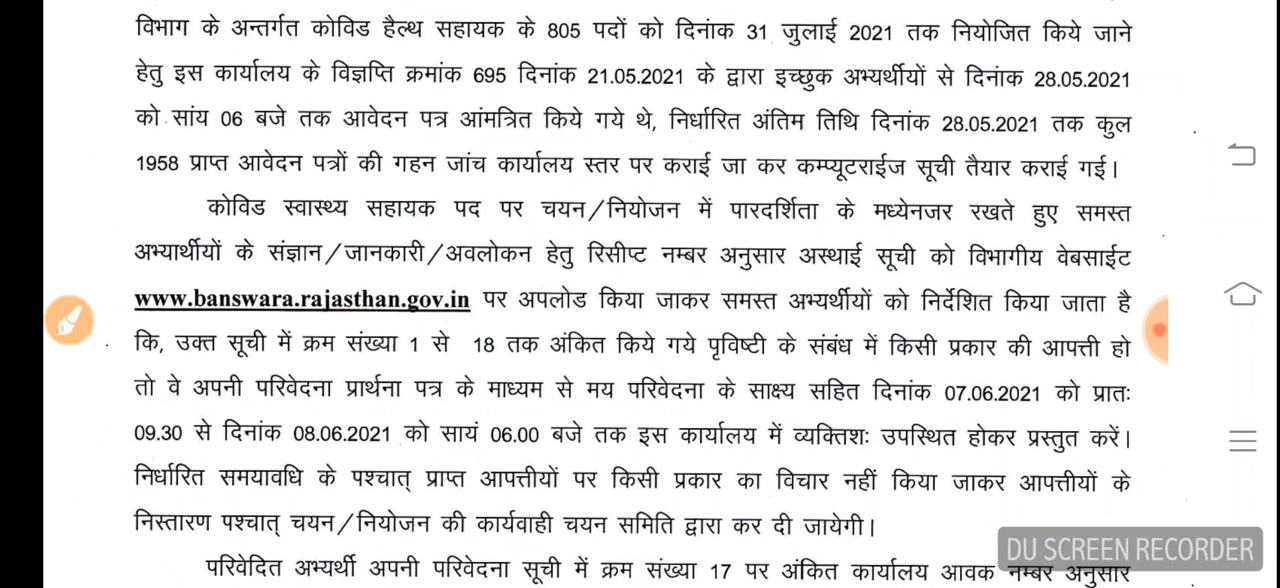 विभाग के अन्तर्गत कोविड हैल्थ सहायक के 805 पदों को दिनांक 31 जुलाई 2021 तक नियोजित किये जाने
हेतु इस कार्यालय के विज्ञप्ति क्रमांक 695 दिनांक 21.05.2021 के द्वारा इच्छुक अभ्यर्थीयों से दिनांक 28.05.2021
को सांय 06 बजे तक आवेदन पत्र आंमत्रित किये गये थे, निर्धारित अंतिम तिथि दिनांक 28.05.2021 तक कुल
1958 प्राप्त आवेदन पत्रों की गहन जांच कार्यालय स्तर पर कराई जा कर कम्प्यूटराईज सूची तैयार कराई गई।
कोविड स्वास्थ्य सहायक पद पर चयन/नियोजन में पारदर्शिता के मध्येनजर रखते हुए समस्त
अभ्यार्थीयों के संज्ञान/जानकारी/अवलोकन हेतु रिसीप्ट नम्बर अनुसार अस्थाई सूची को विभागीय वेबसाईट
www.banswara.rajasthan.gov.in पर अपलोड किया जाकर समस्त अभ्यर्थीयों को निर्देशित किया जाता है
कि, उक्त सूची में क्रम संख्या 1 से 18 तक अंकित किये गये पृविष्टी के संबंध में किसी प्रकार की आपत्ती हो
तो वे अपनी परिवेदना प्रार्थना पत्र के माध्यम से मय परिवेदना के साक्ष्य सहित दिनांक 07.06.2021 को प्रातः
09.30 से दिनांक 08.06.2021 को सायं 06.00 बजे तक इस कार्यालय में व्यक्तिशः उपस्थित होकर प्रस्तुत करें।
निर्धारित समयावधि के पश्चात् प्राप्त आपत्तीयों पर किसी प्रकार का विचार नहीं किया जाकर आपत्तीयों के
निस्तारण पश्चात् चयन/नियोजन की कार्यवाही चयन समिति द्वारा कर दी जायेगी।
DU SCREEN RECORDER
परिवेदित अभ्यर्थी अपनी परिवेदना सूची में क्रम संख्या 17 पर अंकित कार्यालय आवक नम्बर अनुसार